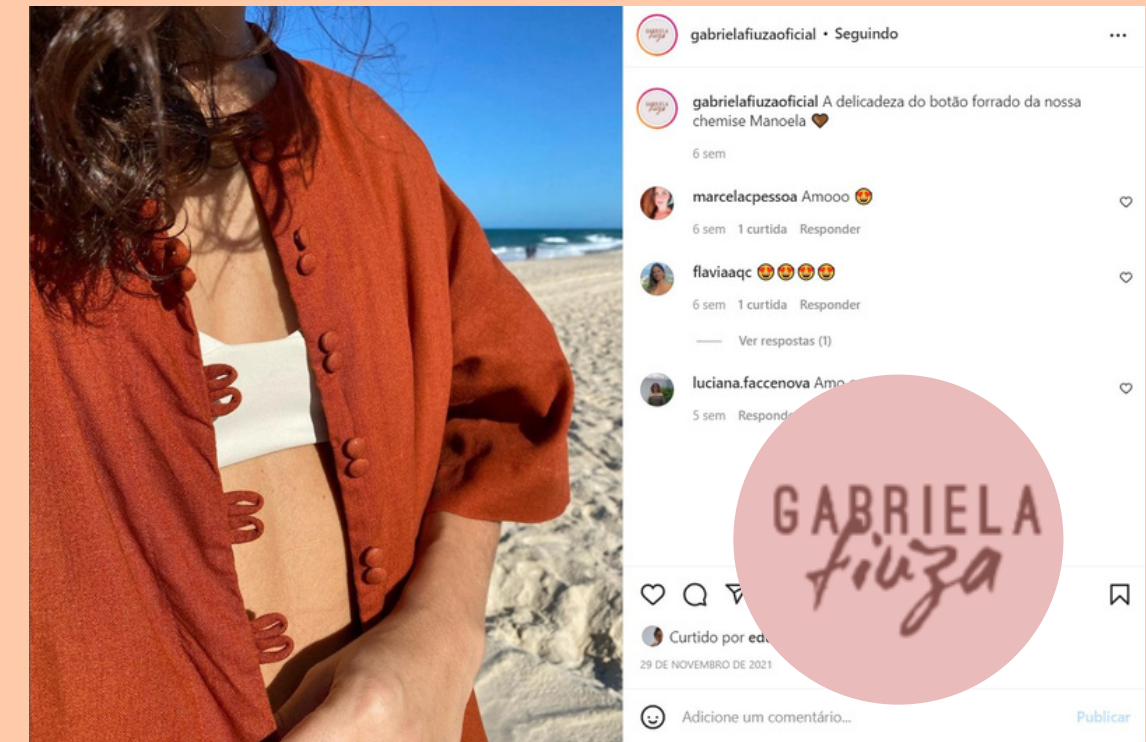 gabrielafiuzaoficial • Seguindo
gabrielafiuzaoficial A delicadeza do botão forrado da nossa
chemise Manoela
6 sem
marcelacpessoa Amooo
6 sem 1 curtida Responder
flaviaaqc
6 sem 1 curtida Responder
Ver respostas (1)
luciana.faccenova Amo
5 sem
GABRIELA
fiuza
Curtido por
29 DE NOVEMBRO DE 2021
Adicione um comentário...
Publicar